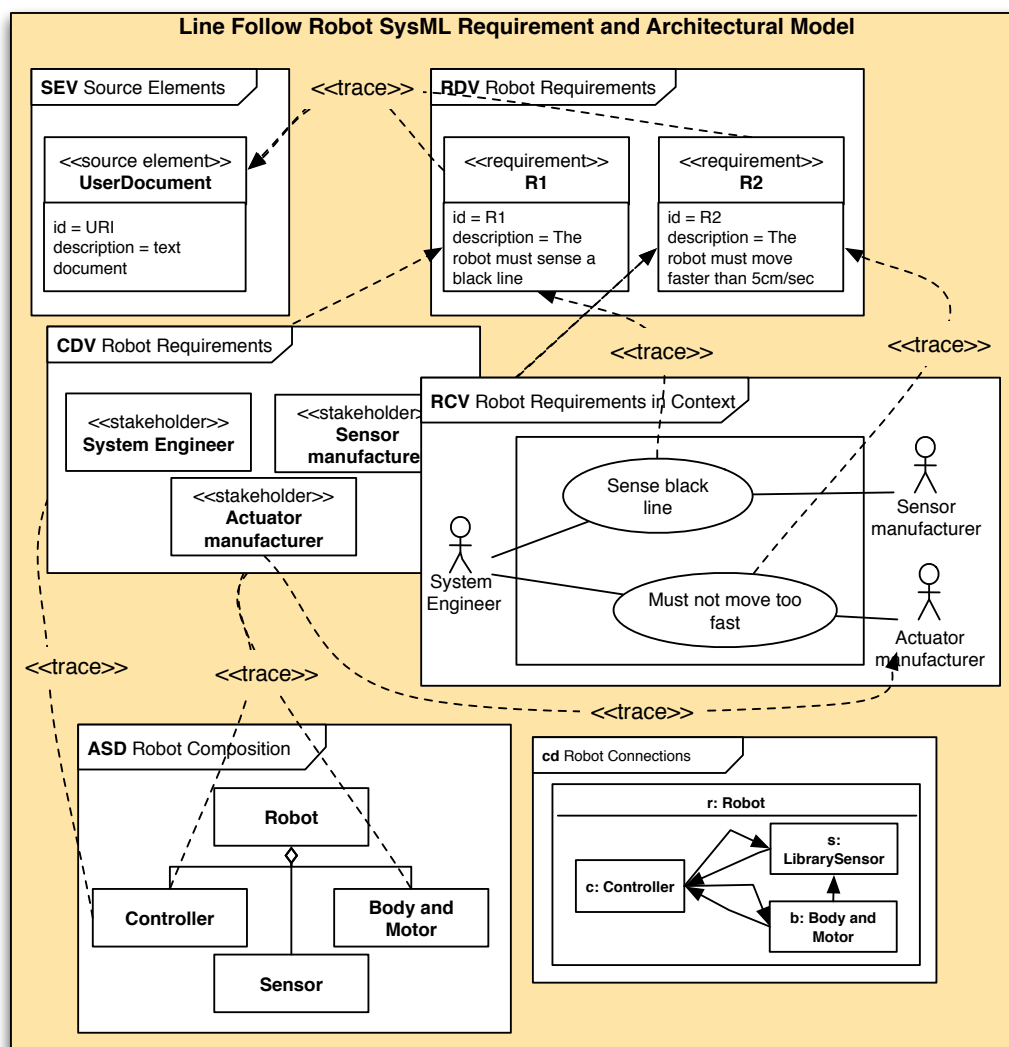 Line Follow Robot SysML Requirement and Architectural Model
SEV Source Elements
<<trace>>
RDV Robot Requirements
<<source element>>
UserDocument
id = URI
description = text
document
<<requirement>>
R1
id = R1
description = The
robot must sense a
black line
<<requirement>>
R2
id = R2
description = The
robot must move
faster than 5cm/sec
CDV Robot Requirements
<<trace>>
<<trace>>
<<stakeholder>>
System Engineer
<<stakeholder>
Sensor
manufacture
<<stakeholder>>
Actuator
manufacturer
RCV Robot Requirements in Context
Sense black
line
Sensor
manufacturer
System
Engineer
Must not move too
fast
Actuator
manufacturer
<<trace>>
<<trace>>
<<trace>>
ASD Robot Composition
Robot
Controller
Body and
Motor
Sensor
cd Robot Connections
r: Robot
s:
LibrarySensor
c: Controller
b: Body and
Motor